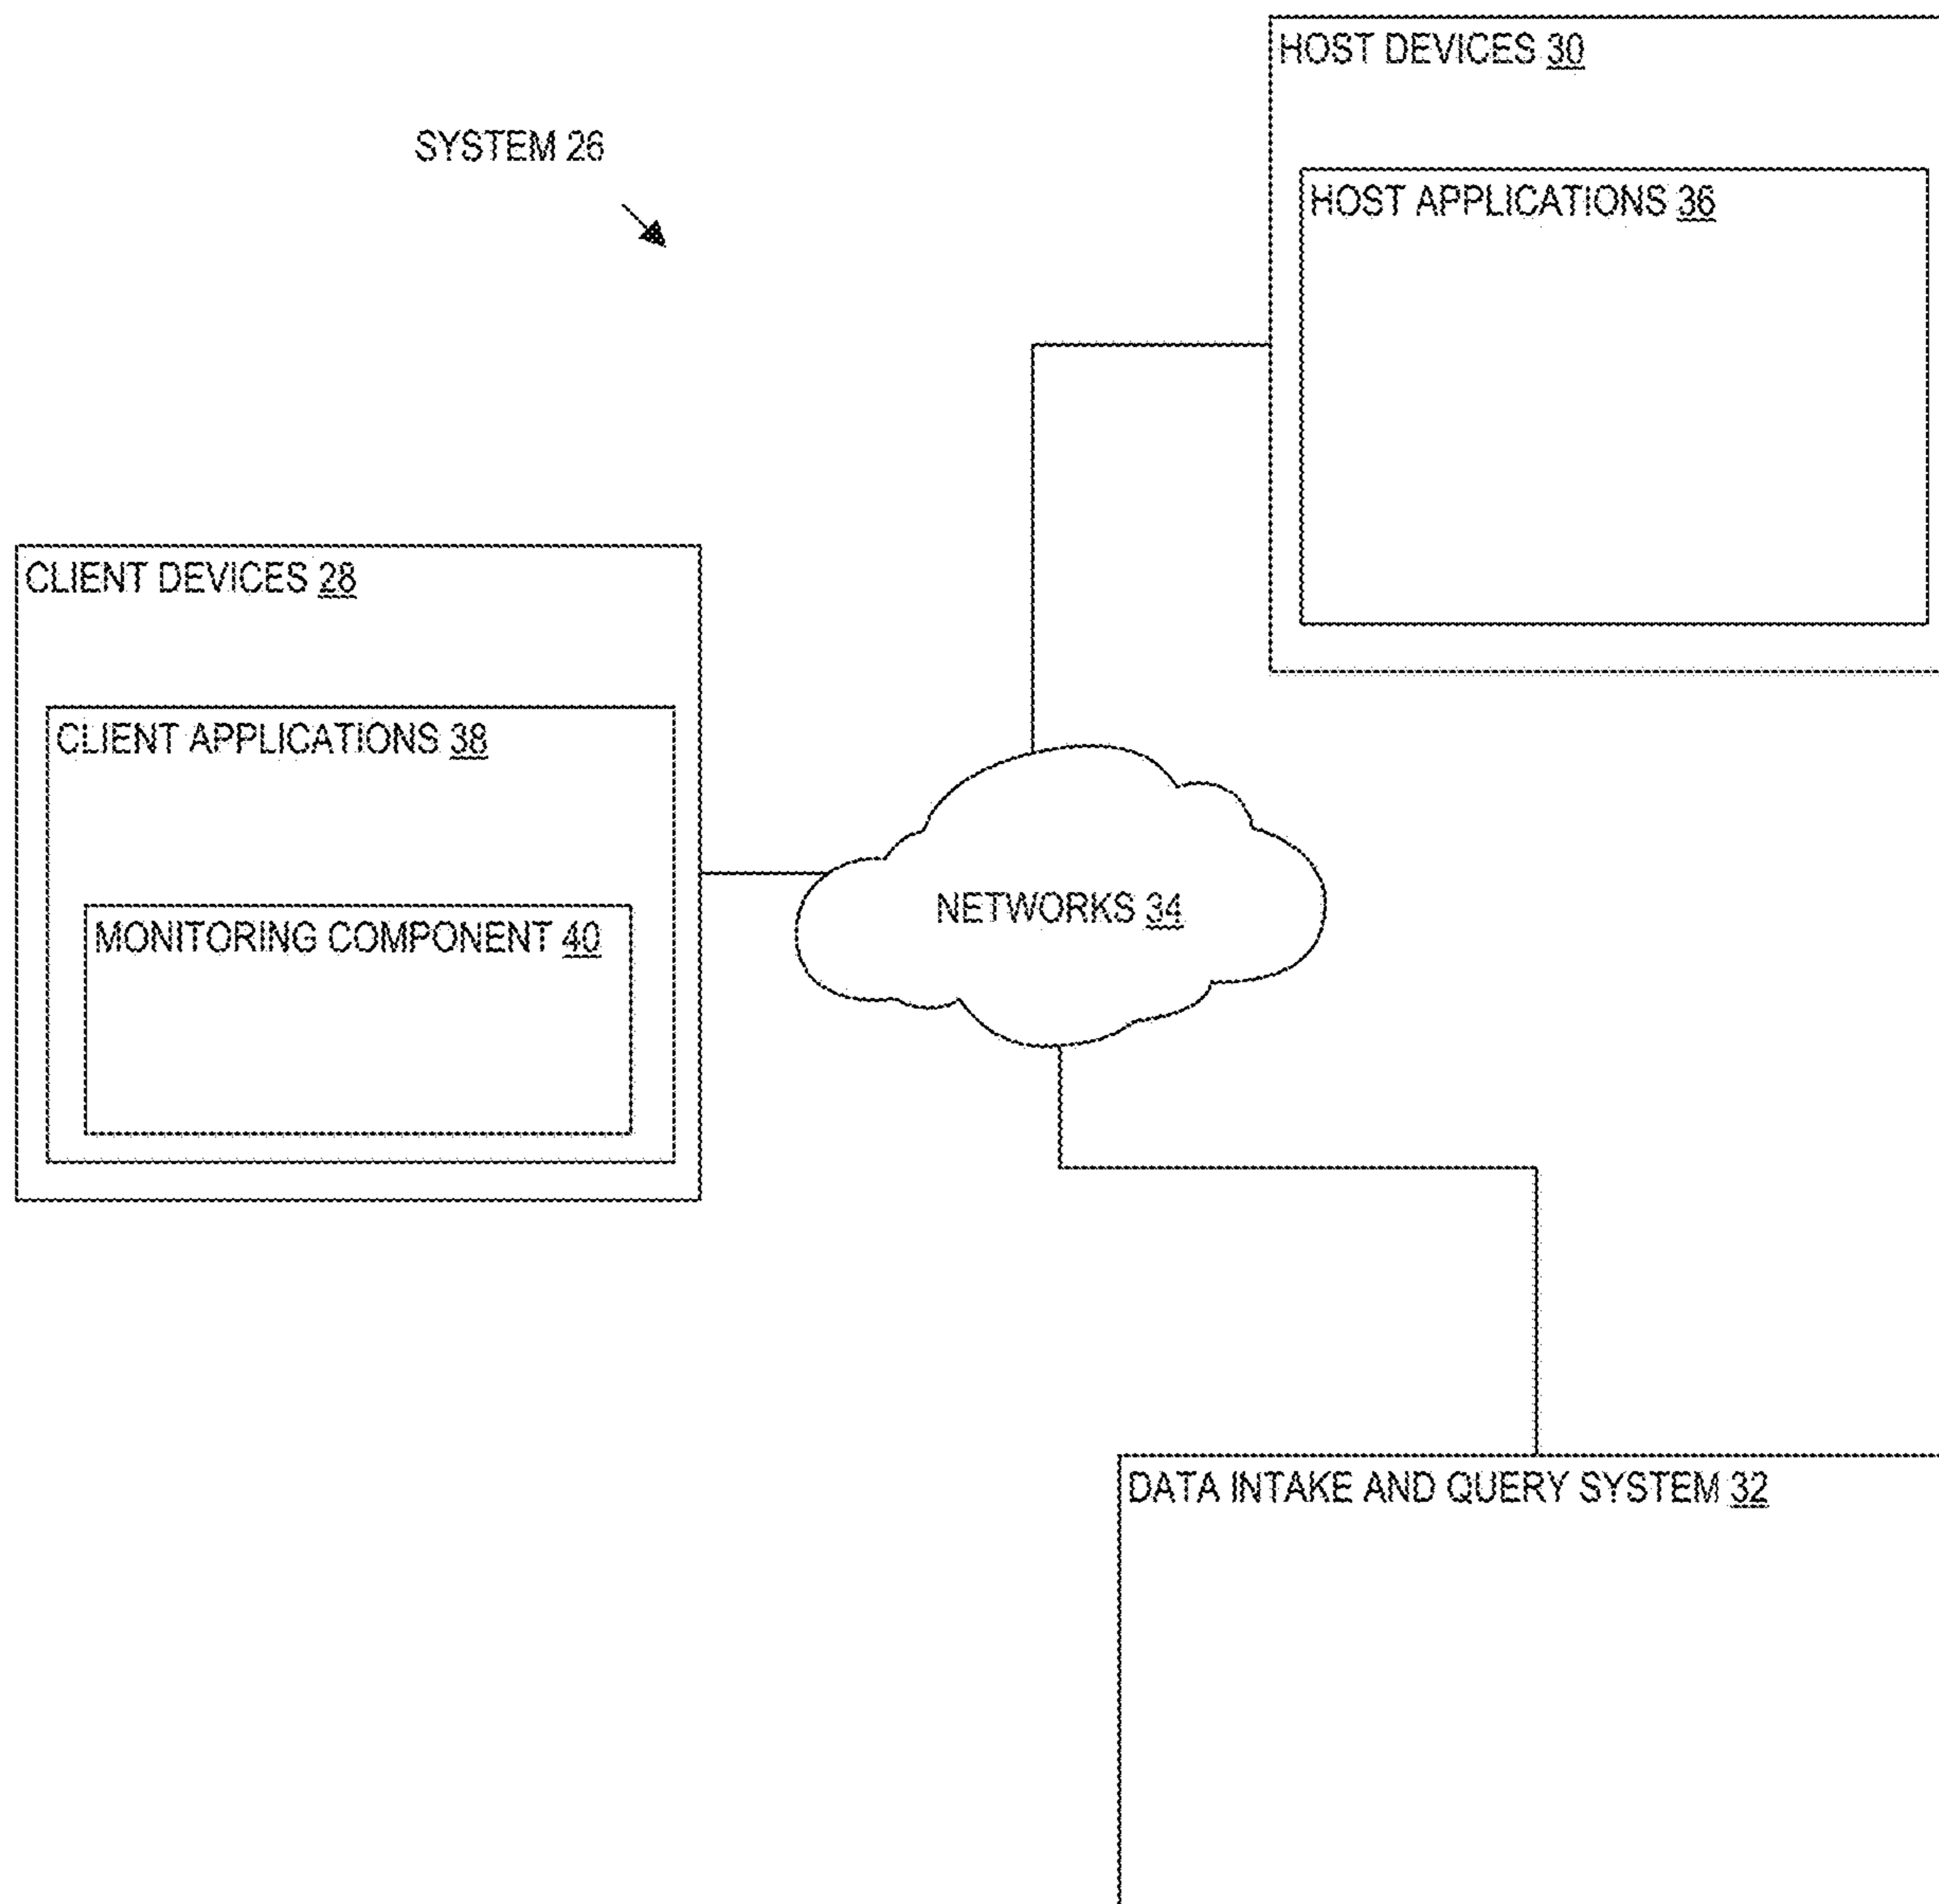 HOST DEVICES 30
SYSTEM 26
HOST APPLICATIONS 36
CLIENT DEVICES 28
CLIENT APPLICATIONS 38
NETWORKS 34
MONITORING COMPONENT 40
DATA INTAKE AND QUERY SYSTEM 32